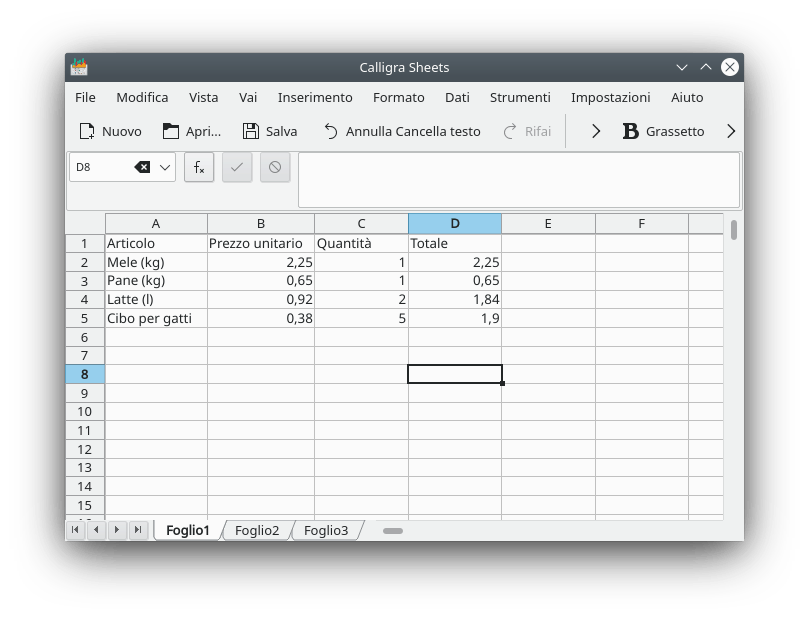 Calligra Sheets
File Modifica Vista Vai Inserimento Formato Dati Strumenti Impostazioni Aiuto
Nuovo Apri... Salva Annulla Cancella testo Rifai B Grassetto
D8 fx
A B C D E F
1 Articolo Prezzo unitario Quantità Totale
2 Mele (kg) 2,25 1 2,25
3 Pane (kg) 0,65 1 0,65
4 Latte (l) 0,92 2 1,84
5 Cibo per gatti 0,38 5 1,9
6
7
8
9
10
11
12
13
14
15
Foglio1 Foglio2 Foglio3